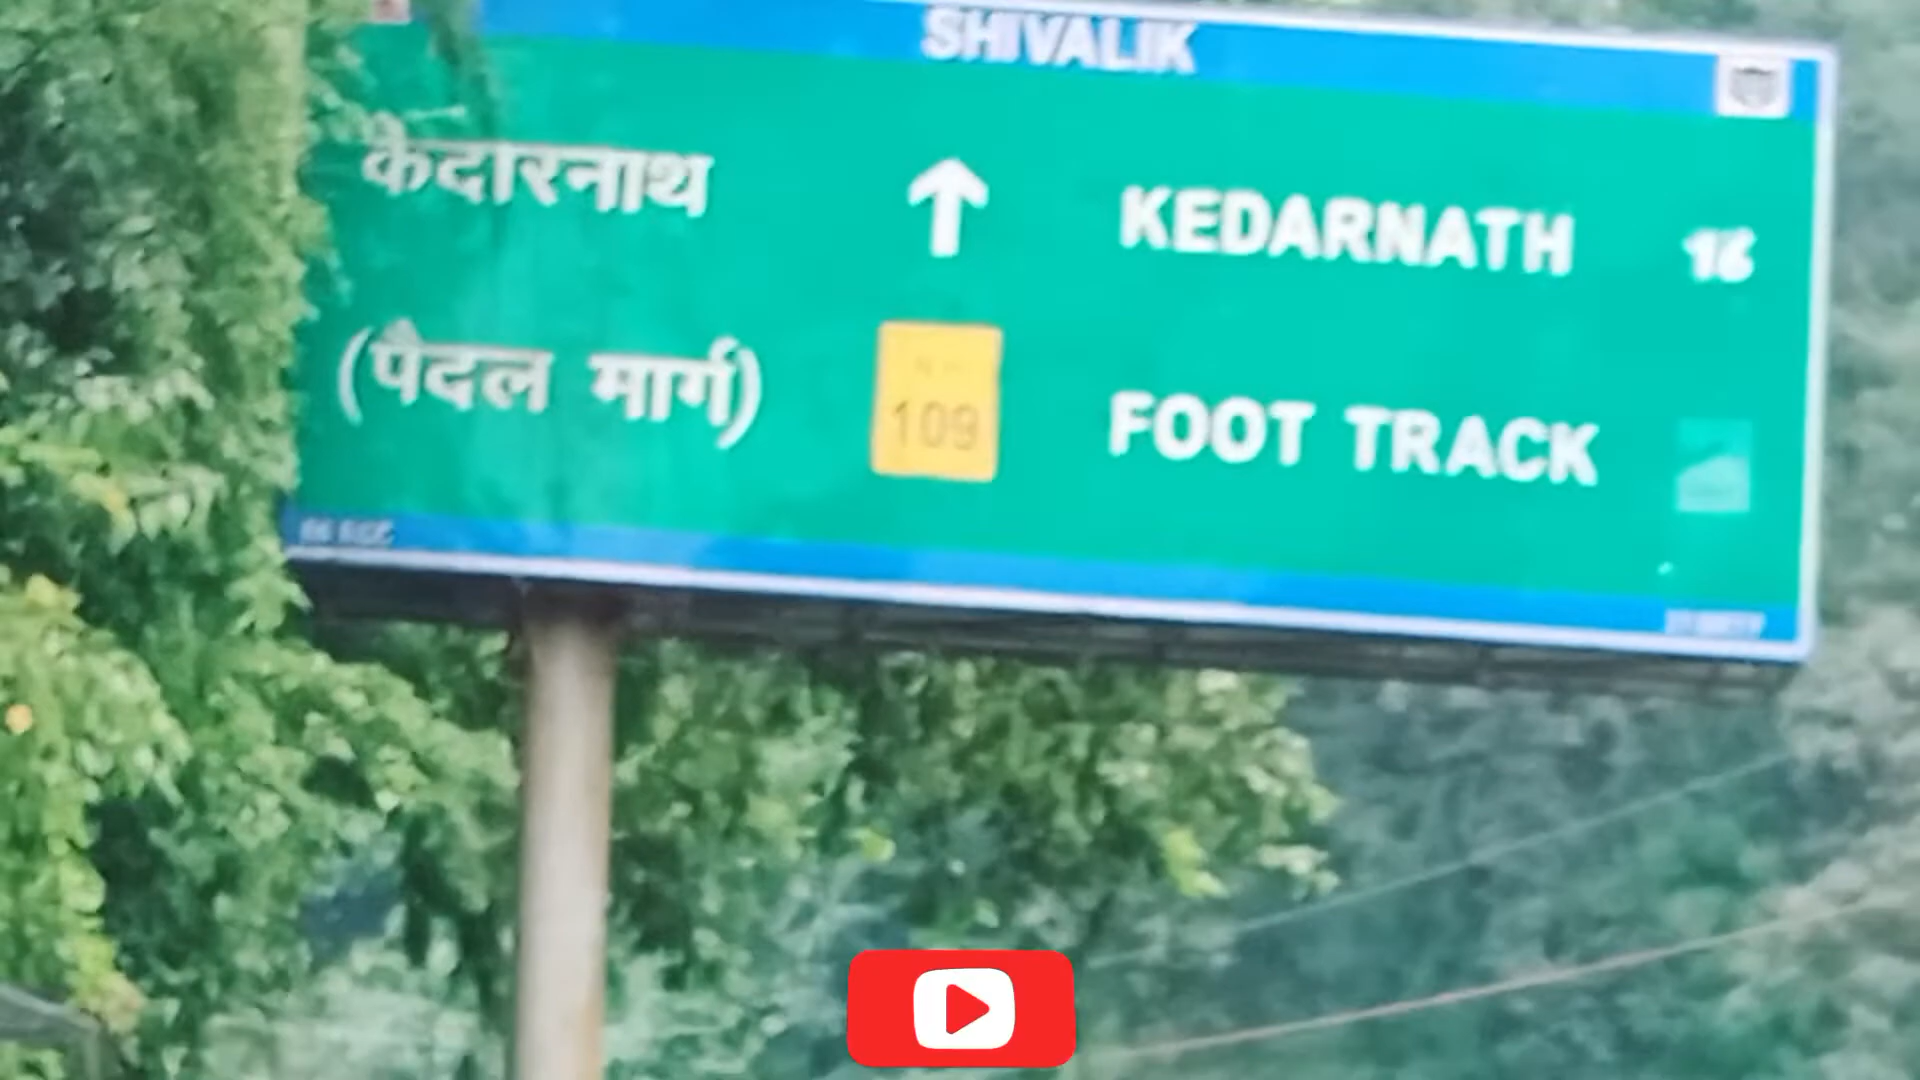 SHIVALIK
केदारनाथ ↑ KEDARNATH 16
(पैदल मार्ग) 109 FOOT TRACK